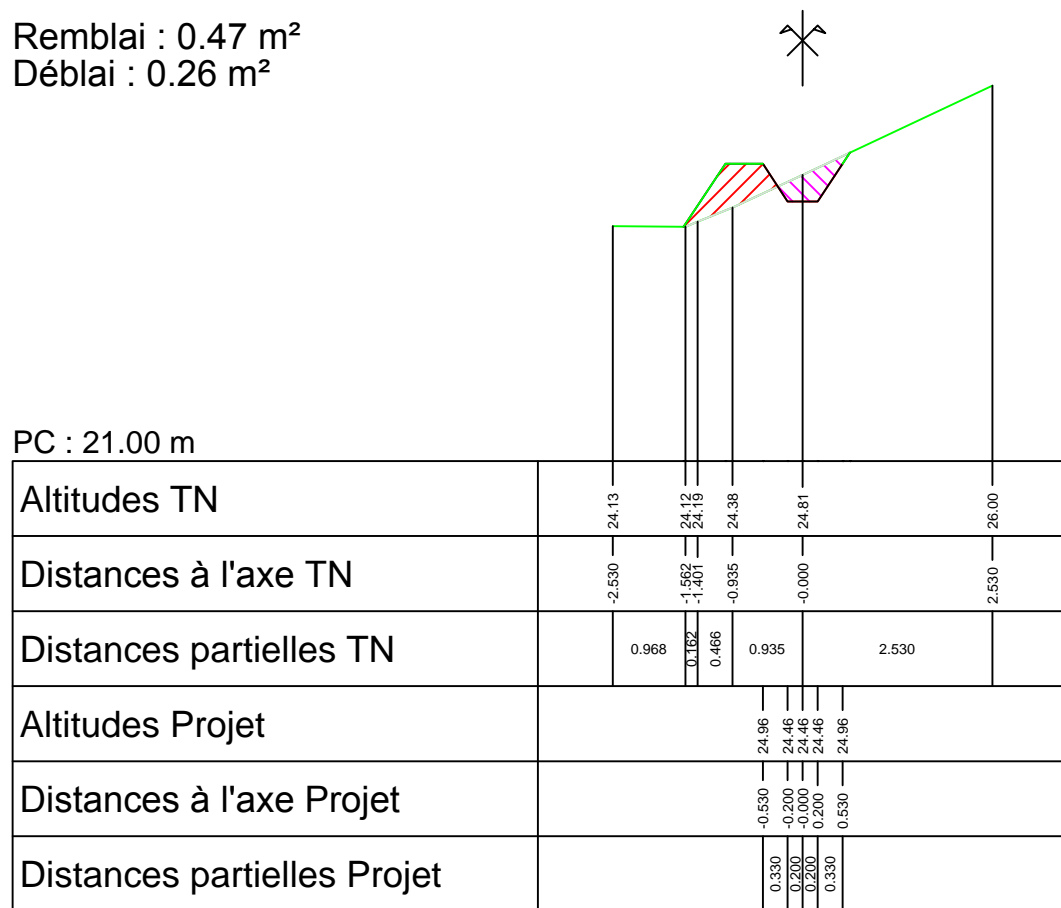 Remblai : 0.47 m²
Déblai : 0.26 m²
PC : 21.00 m
Altitudes TN 24.13 24.12 24.19 24.38 24.81 26.00
Distances à l'axe TN -2.530 -1.562 -1.401 -0.935 -0.000 2.530
Distances partielles TN 0.968 0.162 0.466 0.935 2.530
Altitudes Projet 24.96 24.46 24.46 24.46 24.96
Distances à l'axe Projet -0.530 -0.200 -0.000 0.200 0.530
Distances partielles Projet 0.330 0.200 0.200 0.330